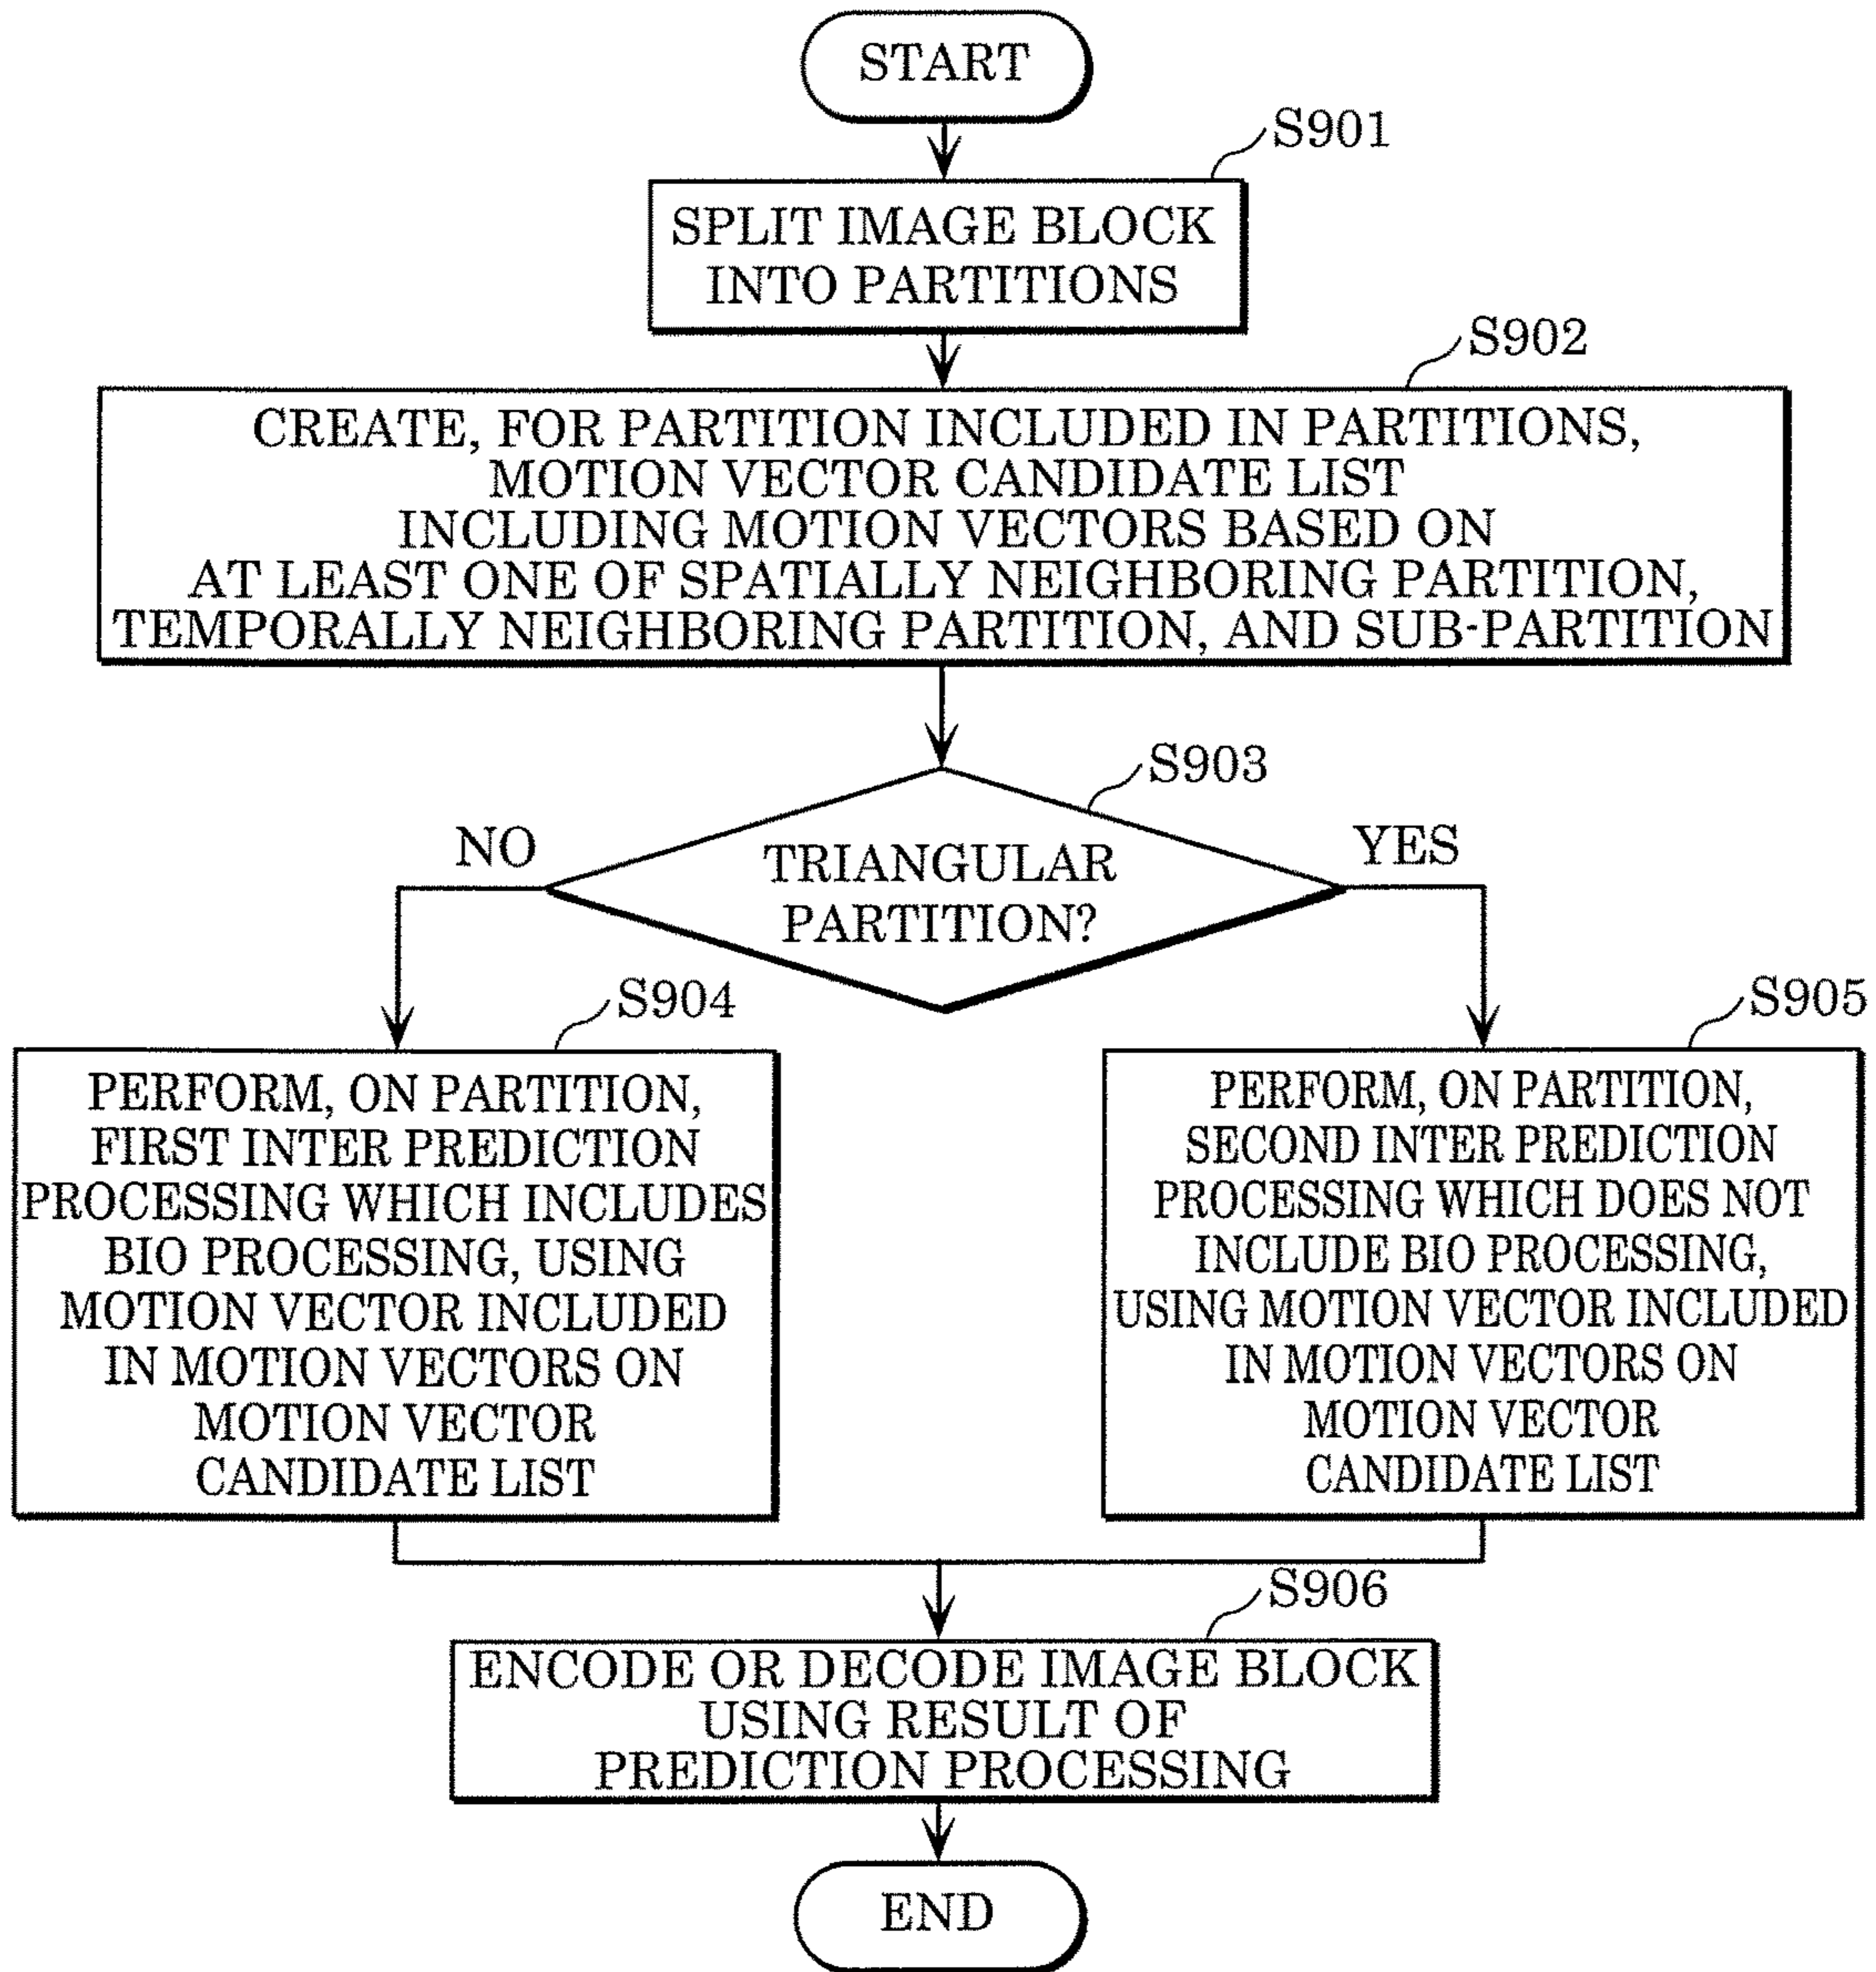 START
S901
SPLIT IMAGE BLOCK
INTO PARTITIONS
S902
CREATE, FOR PARTITION INCLUDED IN PARTITIONS,
MOTION VECTOR CANDIDATE LIST
INCLUDING MOTION VECTORS BASED ON
AT LEAST ONE OF SPATIALLY NEIGHBORING PARTITION,
TEMPORALLY NEIGHBORING PARTITION, AND SUB-PARTITION
S903
NO
TRIANGULAR
PARTITION?
YES
S904
PERFORM, ON PARTITION,
FIRST INTER PREDICTION
PROCESSING WHICH INCLUDES
BIO PROCESSING, USING
MOTION VECTOR INCLUDED
IN MOTION VECTORS ON
MOTION VECTOR
CANDIDATE LIST
S905
PERFORM, ON PARTITION,
SECOND INTER PREDICTION
PROCESSING WHICH DOES NOT
INCLUDE BIO PROCESSING,
USING MOTION VECTOR INCLUDED
IN MOTION VECTORS ON
MOTION VECTOR
CANDIDATE LIST
S906
ENCODE OR DECODE IMAGE BLOCK
USING RESULT OF
PREDICTION PROCESSING
END